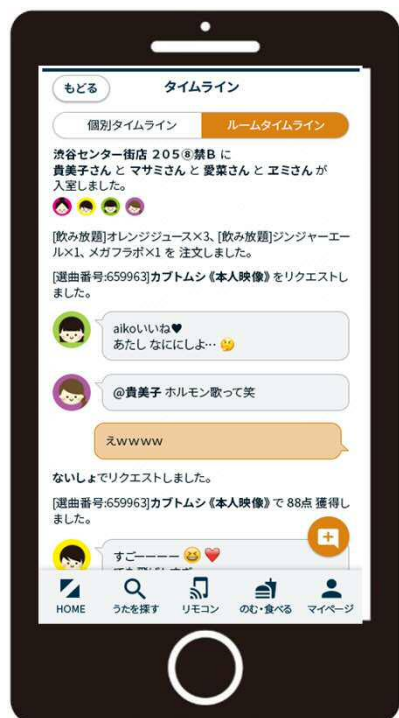 もどる
タイムライン
個別タイムライン
ルームタイムライン
渋谷センター街店 205⑧禁B に
貴美子さん と マサミさん と 愛菜さん と ヱミさん が
入室しました。
[飲み放題]オレンジジュース×3、[飲み放題]ジンジャーエー
ル×1、メガフラポ×1 を 注文しました。
[選曲番号:659963]カブトムシ《本人映像》をリクエストし
ました。
aikoいいね♥
あたし なににしよ… 🤔
@貴美子 ホルモン歌って笑
えwwww
ないしょでリクエストしました。
[選曲番号:659963]カブトムシ《本人映像》で 88点 獲得し
ました。
すごーーーー 😆❤️
HOME
うたを探す
リモコン
のむ・食べる
マイページ